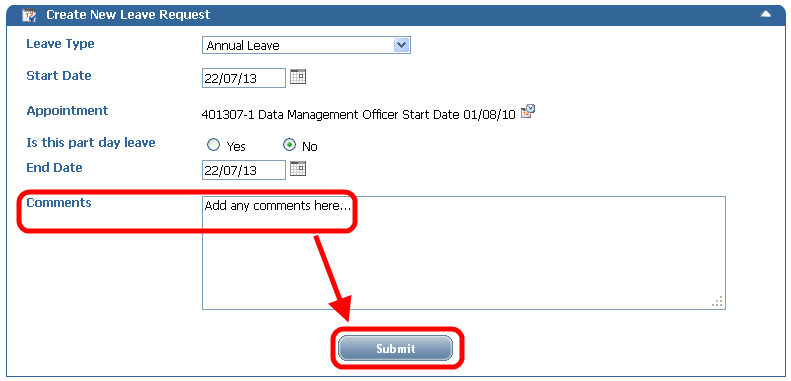 Create New Leave Request
Leave Type Annual Leave
Start Date 22/07/13
Appointment 401307-1 Data Management Officer Start Date 01/08/10
Is this part day leave Yes No
End Date 22/07/13
Comments Add any comments here...
Submit